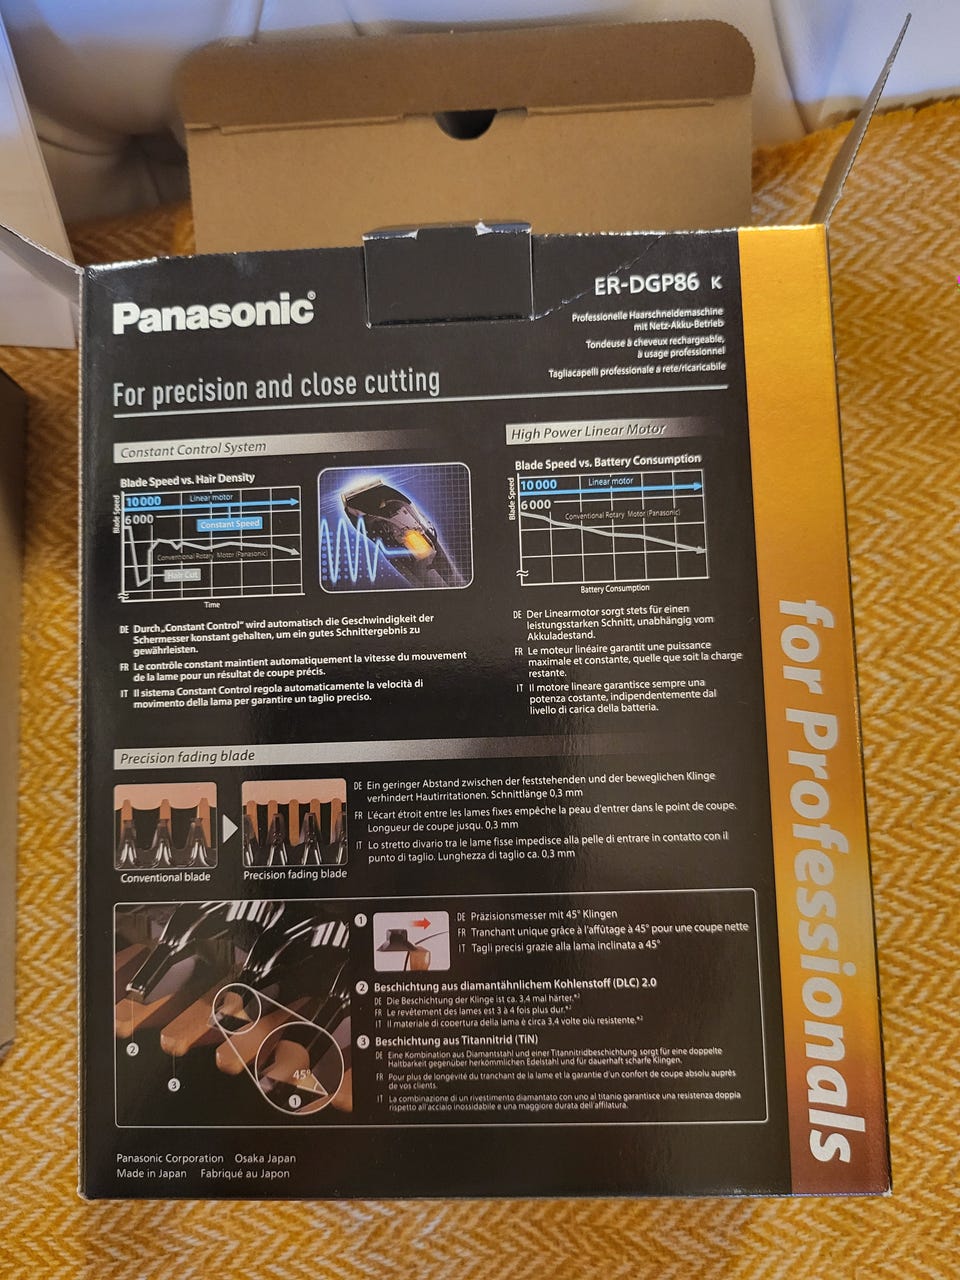 Panasonic®
ER-DGP86 K
Professionelle Haarschneidemaschine
mit Netz-Akku-Betrieb
Tondeuse à cheveux rechargeable,
à usage professionnel
Tagliacapelli professionale a rete/ricaricabile
For precision and close cutting
Constant Control System
Blade Speed vs. Hair Density
Blade Speed
10 000
Linear motor
6 000
Constant Speed
Conventional Rotary Motor (Panasonic)
Hair Cut
Time
DE Durch „Constant Control" wird automatisch die Geschwindigkeit der
Schermesser konstant gehalten, um ein gutes Schnittergebnis zu
gewährleisten.
FR Le contrôle constant maintient automatiquement la vitesse du mouvement
de la lame pour un résultat de coupe précis.
IT Il sistema Constant Control regola automaticamente la velocità di
movimento della lama per garantire un taglio preciso.
High Power Linear Motor
Blade Speed vs. Battery Consumption
Blade Speed
10 000
Linear motor
6 000
Conventional Rotary Motor (Panasonic)
Battery Consumption
DE Der Linearmotor sorgt stets für einen
leistungsstarken Schnitt, unabhängig vom
Akkuladestand.
FR Le moteur linéaire garantit une puissance
maximale et constante, quelle que soit la charge
restante.
IT Il motore lineare garantisce sempre una
potenza costante, indipendentemente dal
livello di carica della batteria.
Precision fading blade
Conventional blade
Precision fading blade
DE Ein geringer Abstand zwischen der feststehenden und der beweglichen Klinge
verhindert Hautirritationen. Schnittlänge 0,3 mm
FR L'écart étroit entre les lames fixes empêche la peau d'entrer dans le point de coupe.
Longueur de coupe jusqu. 0,3 mm
IT Lo stretto divario tra le lame fisse impedisce alla pelle di entrare in contatto con il
punto di taglio. Lunghezza di taglio ca. 0,3 mm
2
3
45°
1
1
DE Präzisionsmesser mit 45° Klingen
FR Tranchant unique grâce à l'affûtage à 45° pour une coupe nette
IT Tagli precisi grazie alla lama inclinata a 45°
2 Beschichtung aus diamantähnlichem Kohlenstoff (DLC) 2.0
DE Die Beschichtung der Klinge ist ca. 3,4 mal härter.*²
FR Le revêtement des lames est 3 à 4 fois plus dur.*²
IT Il materiale di copertura della lama è circa 3,4 volte più resistente.*²
3 Beschichtung aus Titannitrid (TiN)
DE Eine Kombination aus Diamantstahl und einer Titannitridbeschichtung sorgt für eine doppelte
Haltbarkeit gegenüber herkömmlichen Edelstahl und für dauerhaft scharfe Klingen.
FR Pour plus de longévité du tranchant de la lame et la garantie d'un confort de coupe absolu auprès
de vos clients.
IT La combinazione di un rivestimento diamantato con uno al titanio garantisce una resistenza doppia
rispetto all'acciaio inossidabile e una maggiore durata dell'affilatura.
Panasonic Corporation Osaka Japan
Made in Japan Fabriqué au Japon
for Professionals